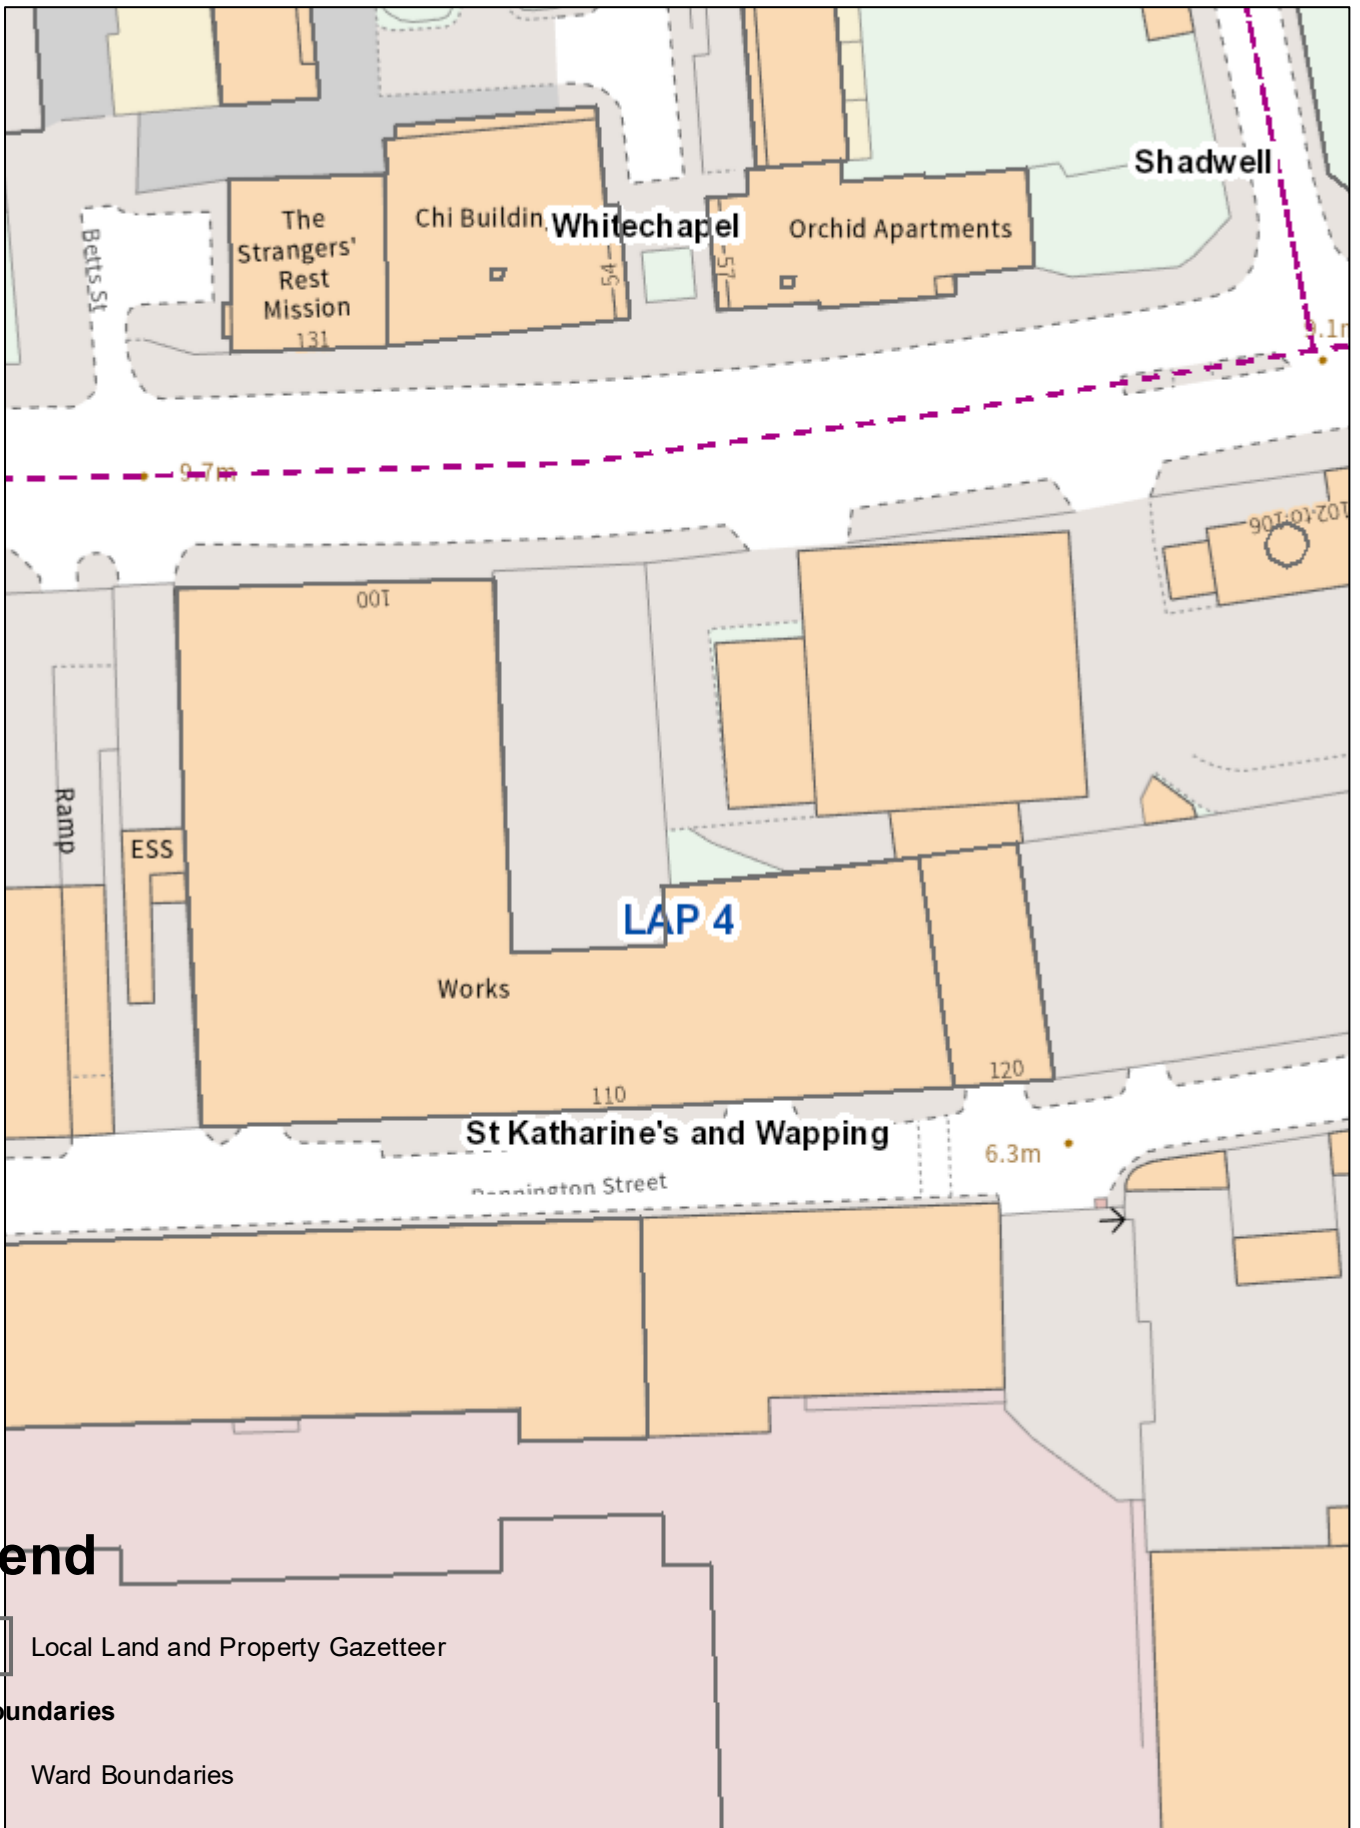 Shadwell
The
Strangers'
Rest
Mission
131
Chi Buildin
Whitechapel
Orchid Apartments
54
57
Betts St
9.1
9.7m
102 to 106
100
Ramp
ESS
LAP 4
Works
120
110
St Katharine's and Wapping
6.3m
Pennington Street
end
Local Land and Property Gazetteer
oundaries
Ward Boundaries